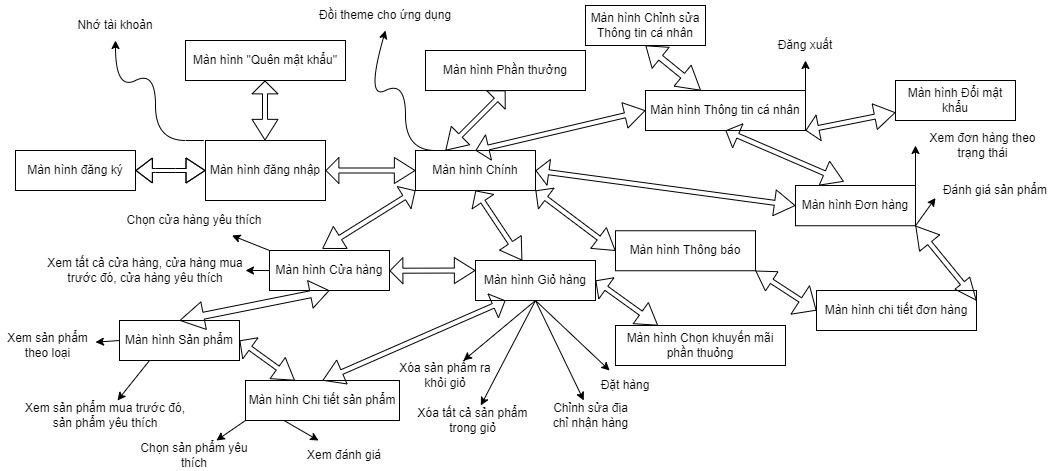 Đổi theme cho ứng dụng
Màn hình Chỉnh sửa
Thông tin cá nhân
Nhớ tài khoản
Đăng xuất
Màn hình "Quên mật khẩu"
Màn hình Phần thưởng
Màn hình Thông tin cá nhân
Màn hình Đổi mật
khẩu
Xem đơn hàng theo
trạng thái
Màn hình đăng ký
Màn hình đăng nhập
Màn hình Chính
Đánh giá sản phẩm
Màn hình Đơn hàng
Chọn cửa hàng yêu thích
Màn hình Thông báo
Xem tất cả cửa hàng, cửa hàng mua
trước đó, cửa hàng yêu thích
Màn hình Cửa hàng
Màn hình Giỏ hàng
Màn hình chi tiết đơn hàng
Xem sản phẩm
theo loại
Màn hình Sản phẩm
Màn hình Chọn khuyến mãi
phần thuỏng
Xóa sản phẩm ra
khỏi giỏ
Đặt hàng
Màn hình Chi tiết sản phẩm
Xem sản phẩm mua trước đó,
sản phẩm yêu thích
Xóa tất cả sản phẩm
trong giỏ
Chỉnh sửa địa
chỉ nhận hàng
Chọn sản phẩm yêu
thích
Xem đánh giá